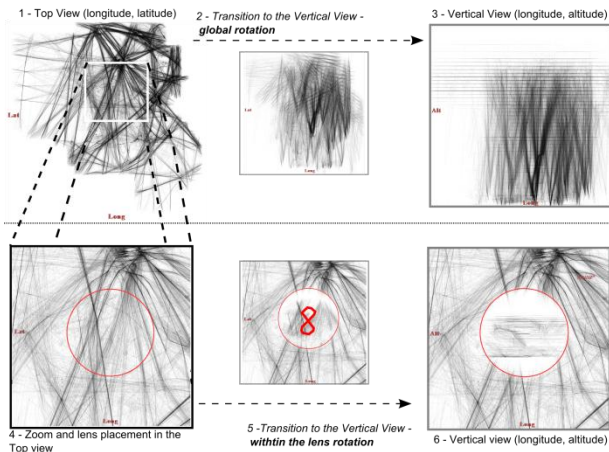 1 - Top View (longitude, latitude)
2 - Transition to the Vertical View -
global rotation
3 - Vertical View (longitude, altitude)
Lat
Long
Lat
Long
Alt
Long
Lat
Long
Lat
Long
Alt
Long
4 - Zoom and lens placement in the
Top view
5 -Transition to the Vertical View -
withtin the lens rotation
6 - Vertical view (longitude, altitude)